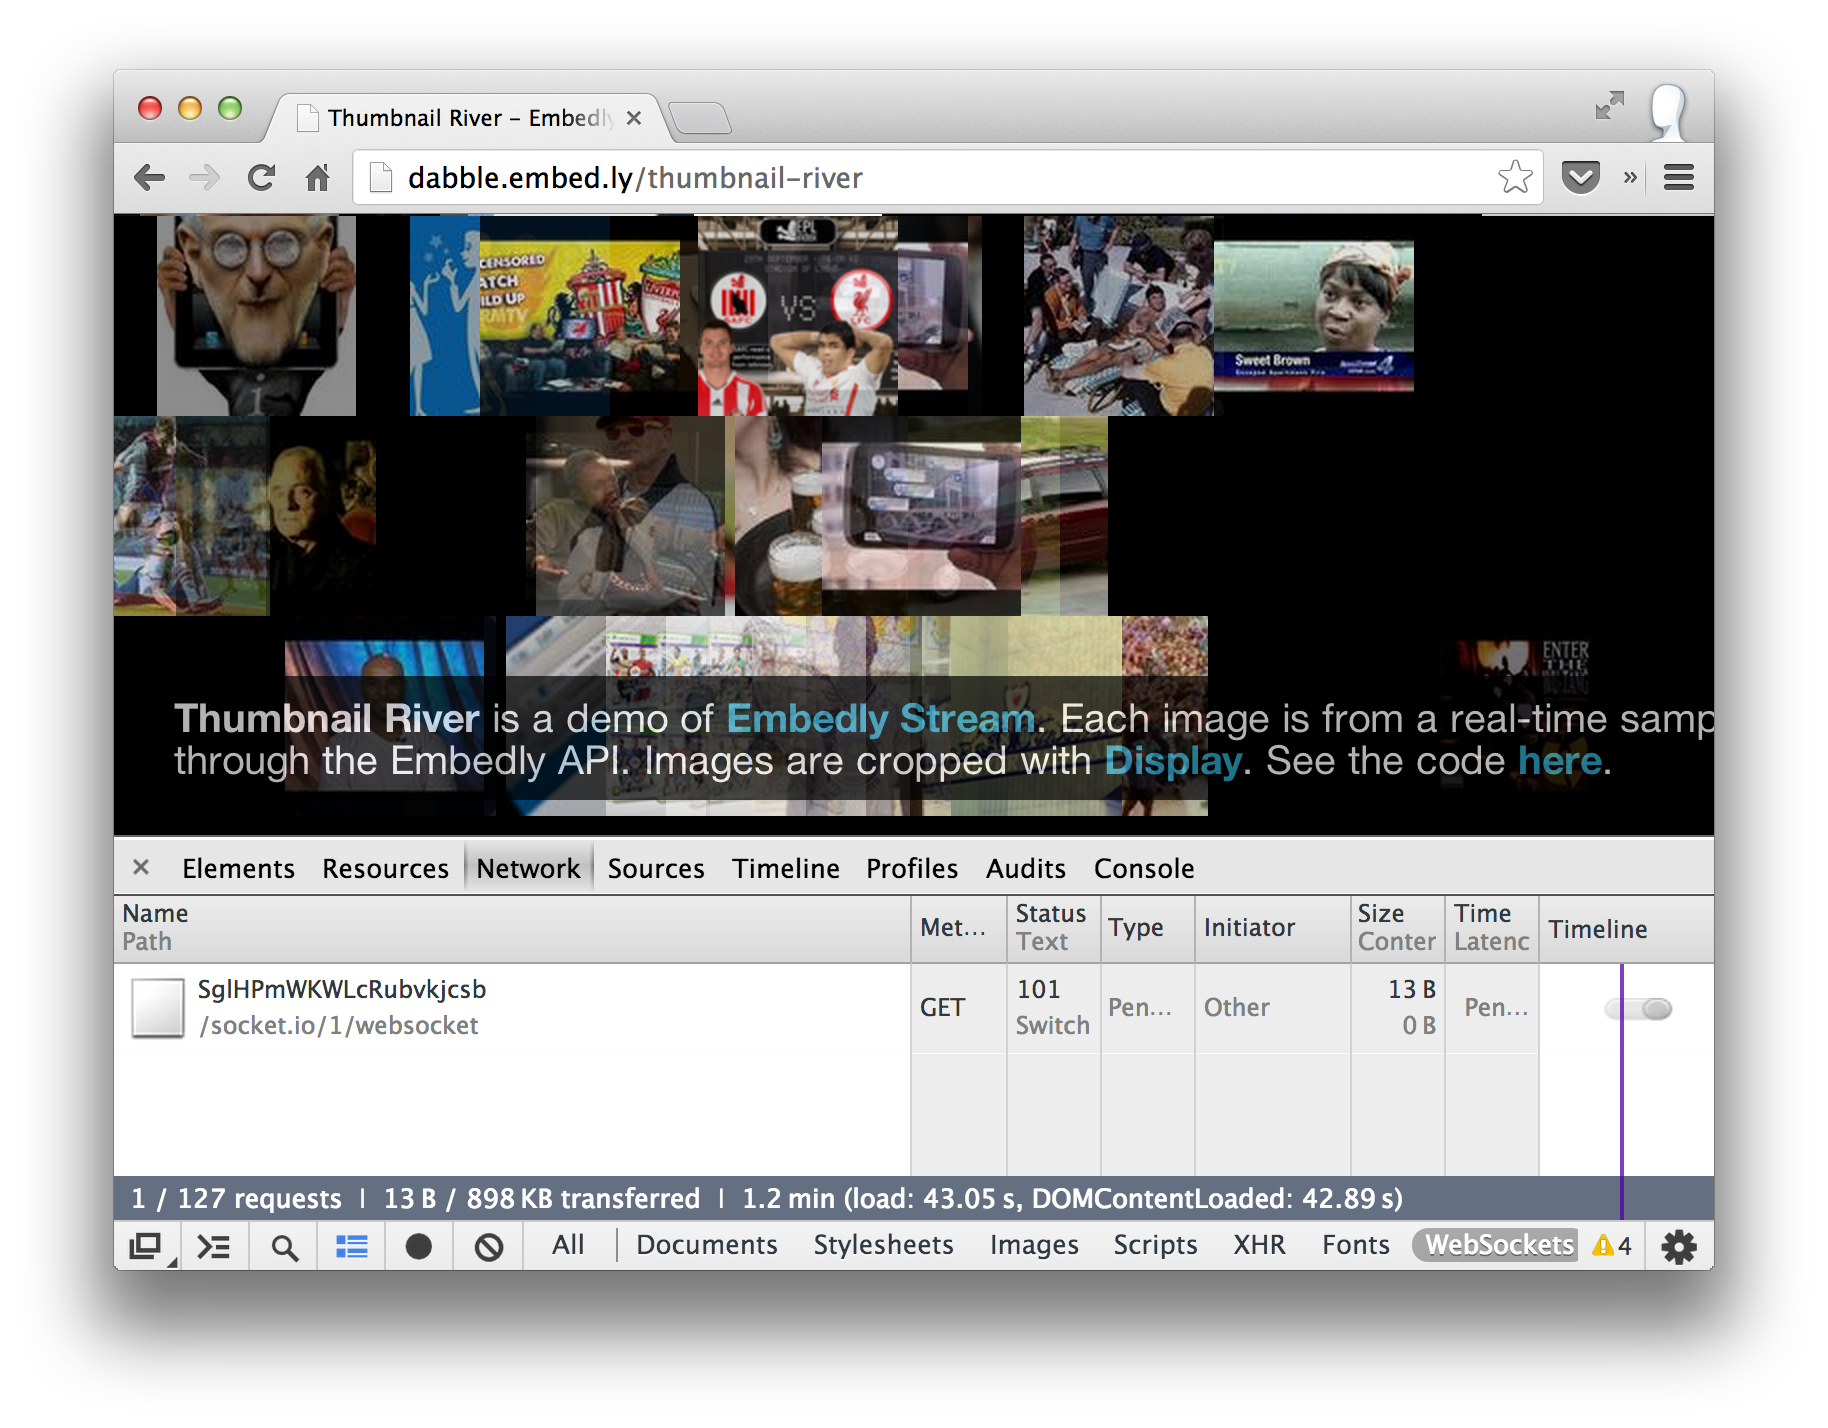 Thumbnail River – Embedly
dabble.embed.ly/thumbnail-river
CENSORED
ATCH
ILD UP
RMTV
EPL
VS
SAFC
LFC
Sweet Brown
4
ENTER
THE
Thumbnail River is a demo of Embedly Stream. Each image is from a real-time samp
through the Embedly API. Images are cropped with Display. See the code here.
Elements Resources Network Sources Timeline Profiles Audits Console
Name Met... Status Type Initiator Size Time Timeline
Path Text Conter Latenc
SglHPmWKWLcRubvkjcsb GET 101 Pen... Other 13 B Pen...
/socket.io/1/websocket Switch 0 B
1 / 127 requests | 13 B / 898 KB transferred | 1.2 min (load: 43.05 s, DOMContentLoaded: 42.89 s)
All | Documents Stylesheets Images Scripts XHR Fonts WebSockets 4